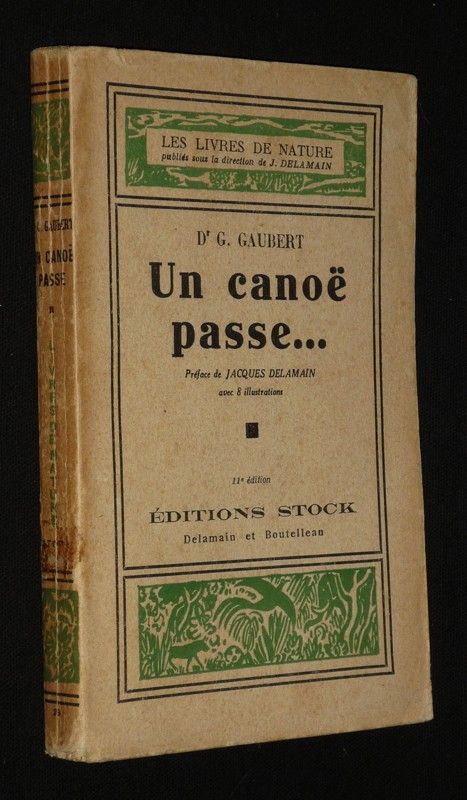 LES LIVRES DE NATURE
publiés sous la direction de J. DELAMAIN
Dʳ G. GAUBERT
Un canoë
passe...
Préface de JACQUES DELAMAIN
avec 8 illustrations
11ᵉ édition
ÉDITIONS STOCK
Delamain et Boutelleau
G. GAUBERT
UN CANOË
PASSE
LIVRES DE NATURE